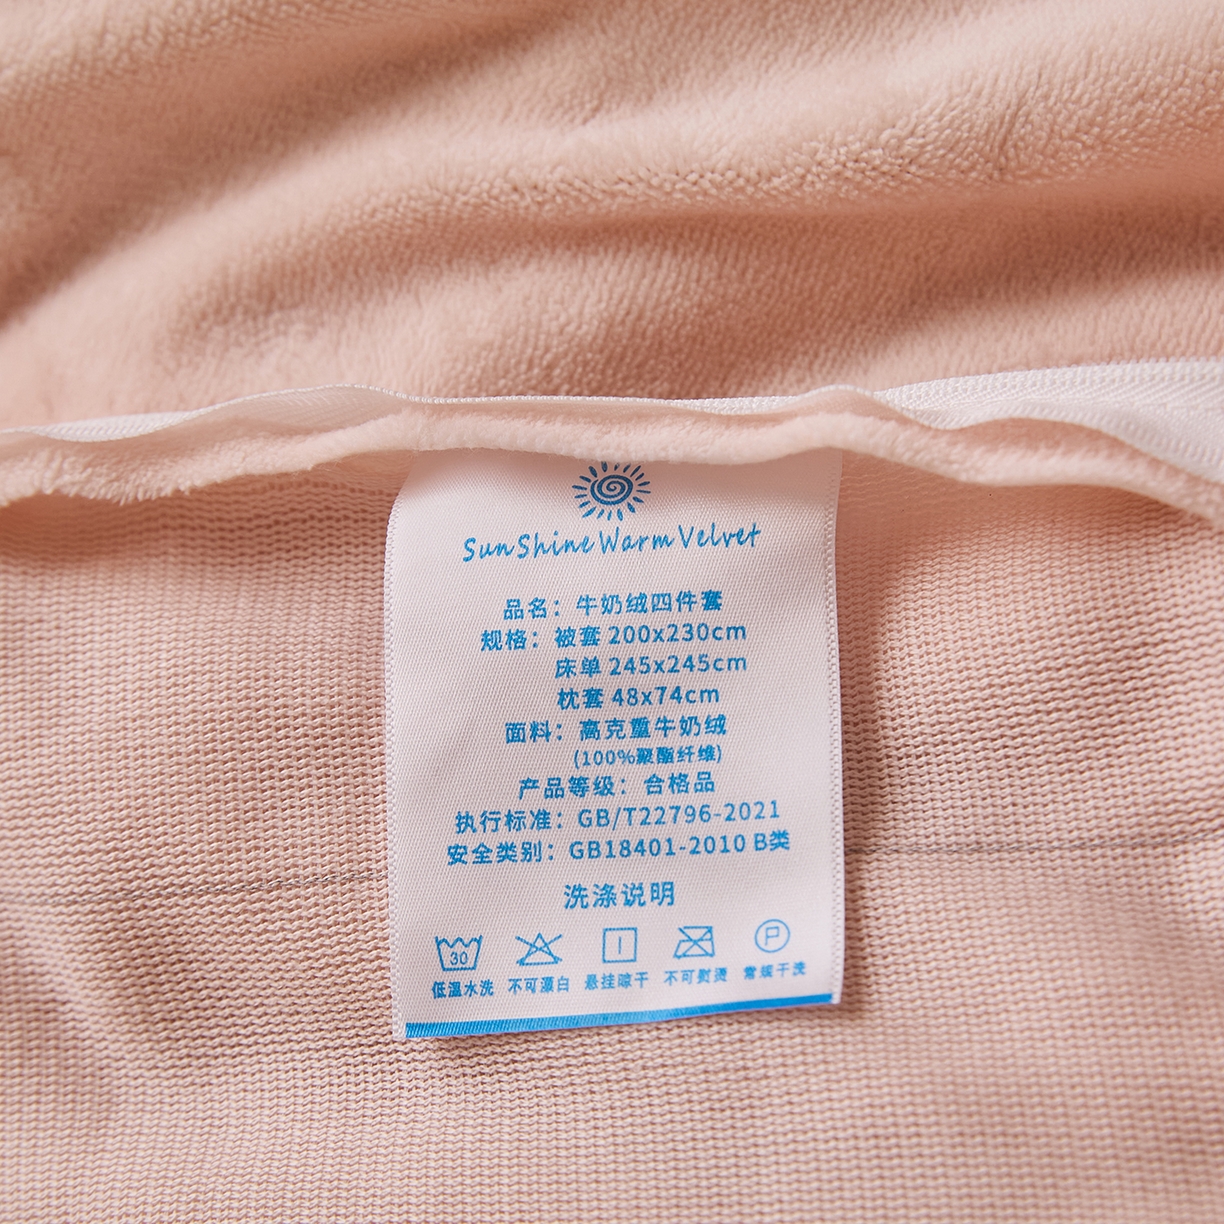 SunShine Warm Velvet
品名：牛奶绒四件套
规格：被套 200x230cm
床单 245x245cm
枕套 48x74cm
面料：高克重牛奶绒
(100%聚酯纤维)
产品等级：合格品
执行标准：GB/T22796-2021
安全类别：GB18401-2010 B类
洗涤说明
30 P
低温水洗 不可漂白 悬挂晾干 不可熨烫 常规干洗